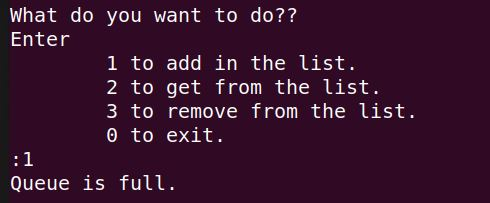 What do you want to do??
Enter
1 to add in the list.
2 to get from the list.
3 to remove from the list.
0 to exit.
:1
Queue is full.